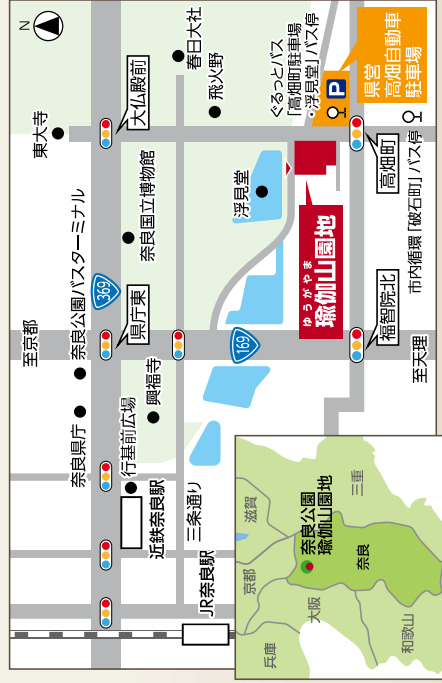 N
至京都
東大寺
大仏殿前
春日大社
飛火野
ぐるっとバス
「高畑町駐車場
・浮見堂」バス停
P
県営
高畑自動車
駐車場
奈良国立博物館
浮見堂
高畑町
市内循環「破石町」バス停
奈良公園バスターミナル
369
県庁東
ゆうがやま
瑜伽山園地
169
福智院北
至天理
奈良県庁
行基前広場
興福寺
近鉄奈良駅
三条通り
JR奈良駅
滋賀
京都
兵庫
大阪
三重
奈良公園
瑜伽山園地
奈良
和歌山